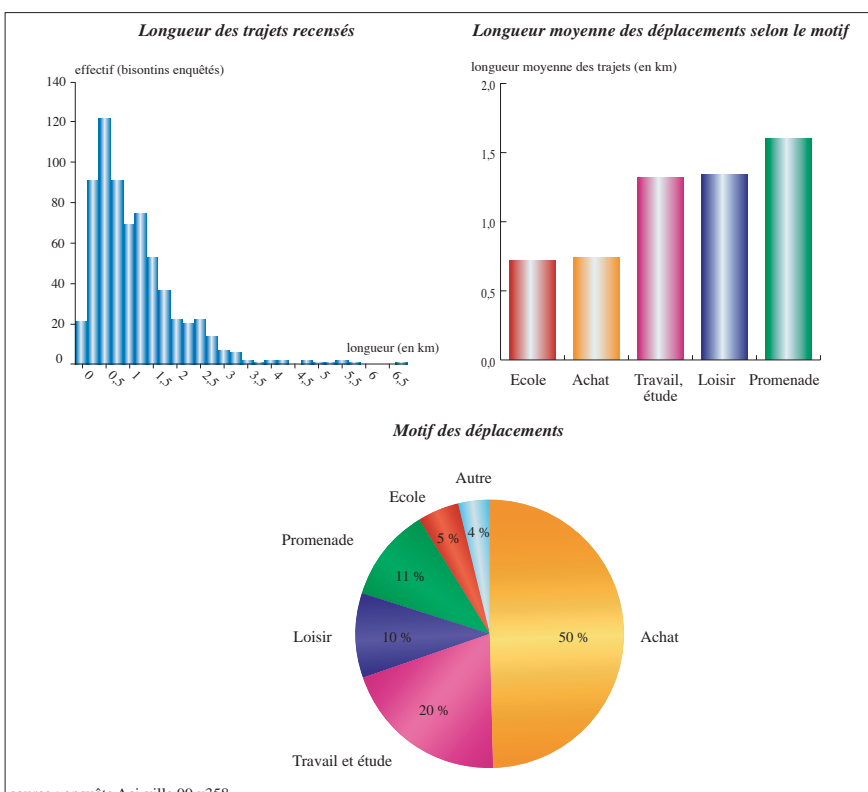 Longueur des trajets recensés
effectif (bisontins enquêtés)
140
120
100
80
60
40
20
0
longueur (en km)
0
0,5
1
1,5
2
2,5
3
3,5
4
4,5
5
5,5
6
6,5
Longueur moyenne des déplacements selon le motif
longueur moyenne des trajets (en km)
2,0
1,5
1,0
0,5
0,0
Ecole
Achat
Travail,
étude
Loisir
Promenade
Motif des déplacements
Autre
4 %
Ecole
5 %
Promenade
11 %
Loisir
10 %
Travail et étude
20 %
Achat
50 %